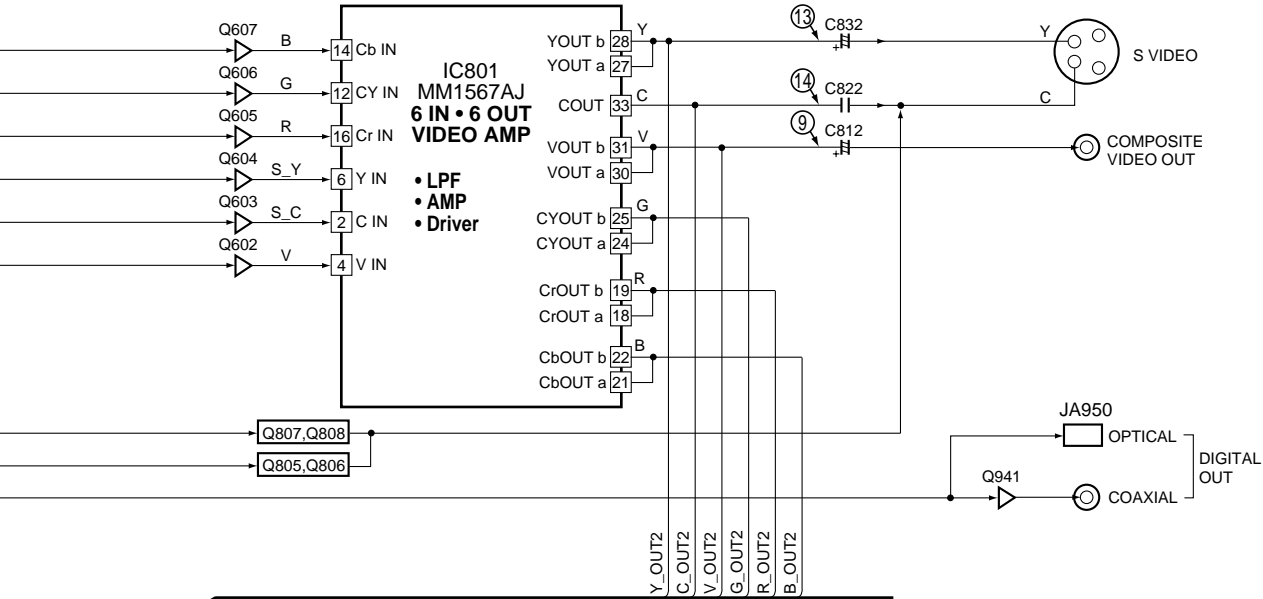 Q607
B
14 Cb IN
Q606
G
12 CY IN
Q605
R
16 Cr IN
Q604
S_Y
6 Y IN
Q603
S_C
2 C IN
Q602
V
4 V IN
IC801
MM1567AJ
6 IN • 6 OUT
VIDEO AMP
• LPF
• AMP
• Driver
YOUT b 28 Y
YOUT a 27
COUT 33 C
VOUT b 31 V
VOUT a 30
CYOUT b 25 G
CYOUT a 24
CrOUT b 19 R
CrOUT a 18
CbOUT b 22 B
CbOUT a 21
13 C832
+
Y
14 C822
C
9 C812
+
S VIDEO
COMPOSITE
VIDEO OUT
Q807,Q808
Q805,Q806
JA950
OPTICAL
Q941
COAXIAL
DIGITAL
OUT
Y_OUT2
C_OUT2
V_OUT2
G_OUT2
R_OUT2
B_OUT2